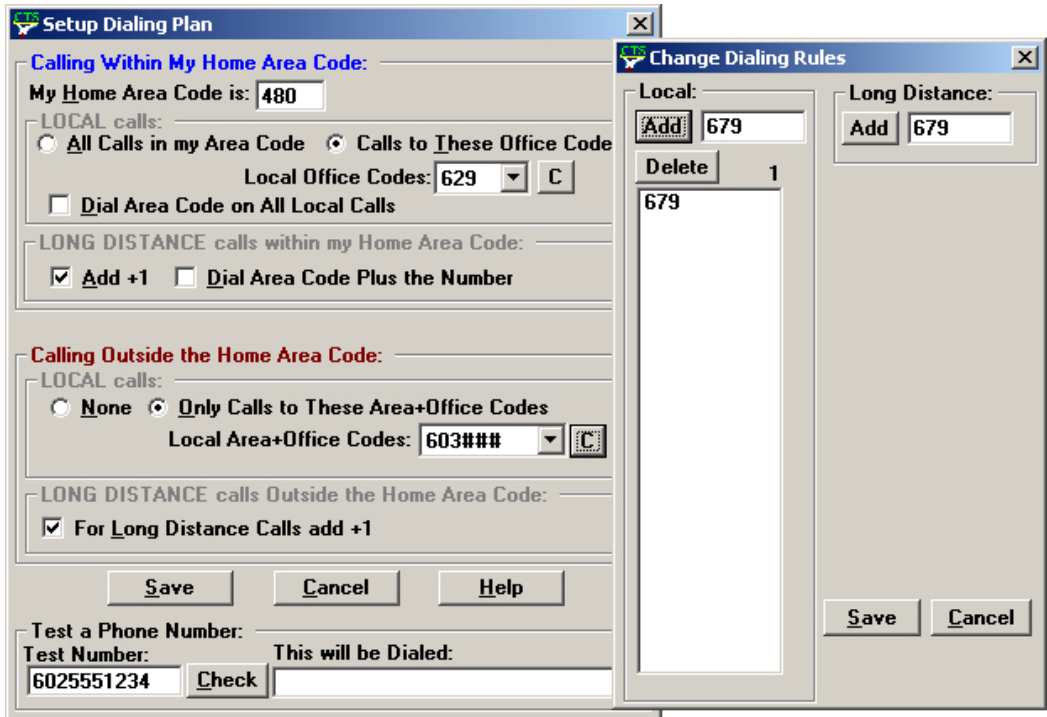 Setup Dialing Plan
Calling Within My Home Area Code:
My Home Area Code is: 480
LOCAL calls:
All Calls in my Area Code Calls to These Office Code
Local Office Codes: 629 C
Dial Area Code on All Local Calls
LONG DISTANCE calls within my Home Area Code:
Add +1 Dial Area Code Plus the Number
Calling Outside the Home Area Code:
LOCAL calls:
None Only Calls to These Area+Office Codes
Local Area+Office Codes: 603### C
LONG DISTANCE calls Outside the Home Area Code:
For Long Distance Calls add +1
Save Cancel Help
Test a Phone Number:
Test Number: This will be Dialed:
6025551234 Check
CTS
CTS
Change Dialing Rules
Local:
Add 679
Delete 1
679
Long Distance:
Add 679
Save Cancel